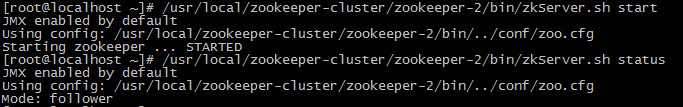 [root@localhost ~]# /usr/local/zookeeper-cluster/zookeeper-2/bin/zkServer.sh start
JMX enabled by default
Using config: /usr/local/zookeeper-cluster/zookeeper-2/bin/../conf/zoo.cfg
Starting zookeeper ... STARTED
[root@localhost ~]# /usr/local/zookeeper-cluster/zookeeper-2/bin/zkServer.sh status
JMX enabled by default
Using config: /usr/local/zookeeper-cluster/zookeeper-2/bin/../conf/zoo.cfg
Mode: follower